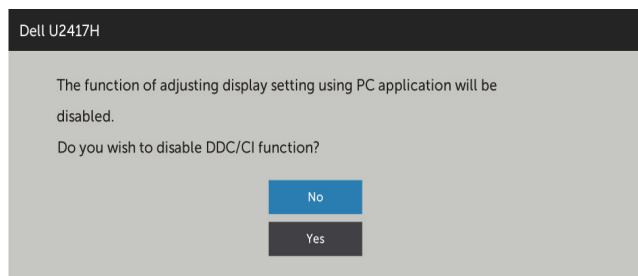 Dell U2417H
The function of adjusting display setting using PC application will be
disabled.
Do you wish to disable DDC/CI function?
No
Yes